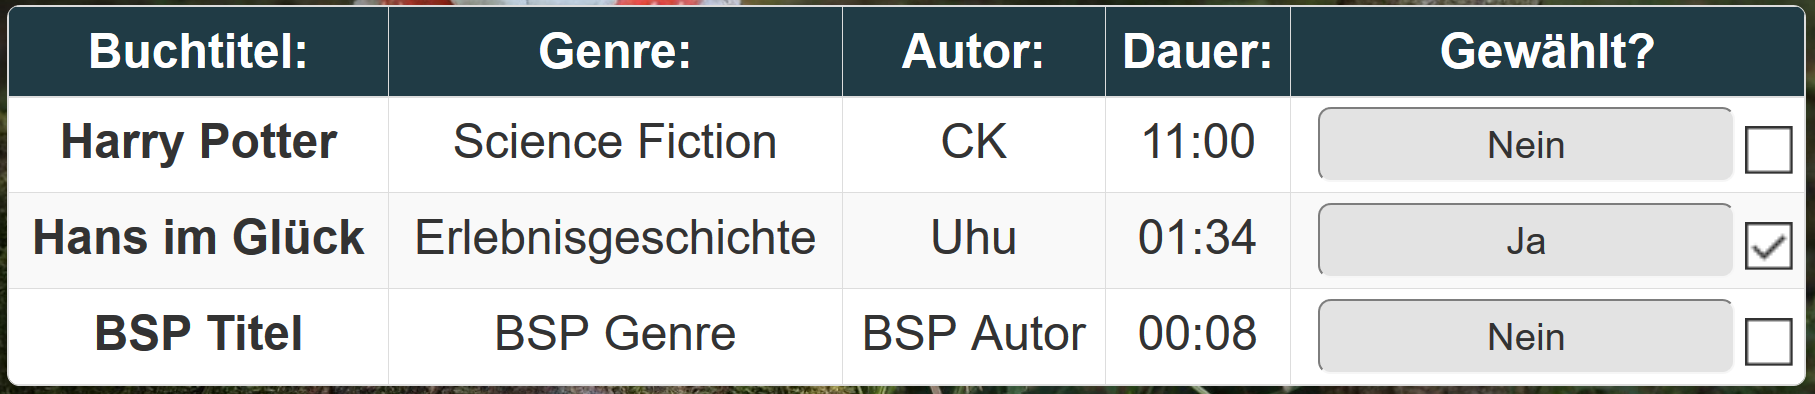 Buchtitel: Genre: Autor: Dauer: Gewählt?
Harry Potter Science Fiction CK 11:00 Nein
Hans im Glück Erlebnisgeschichte Uhu 01:34 Ja
BSP Titel BSP Genre BSP Autor 00:08 Nein